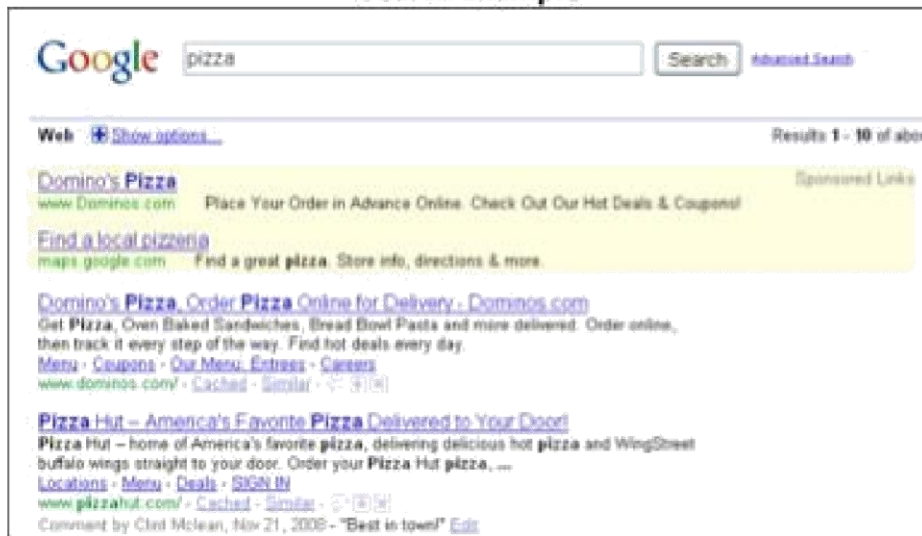 Google pizza Search Advanced Search
Web Show options... Results 1 - 10 of abou
Domino's Pizza Sponsored Links
www.Dominos.com Place Your Order in Advance Online. Check Out Our Hot Deals & Coupons!
Find a local pizzeria
maps.google.com Find a great pizza. Store info, directions & more.
Domino's Pizza, Order Pizza Online for Delivery - Dominos.com
Get Pizza, Oven Baked Sandwiches, Bread Bowl Pasta and more delivered. Order online,
then track it every step of the way. Find hot deals every day.
Menu - Coupons - Our Menu: Entrees - Careers
www.dominos.com/ - Cached - Similar -
Pizza Hut – America's Favorite Pizza Delivered to Your Door!
Pizza Hut – home of America's favorite pizza, delivering delicious hot pizza and WingStreet
buffalo wings straight to your door. Order your Pizza Hut pizza, ...
Locations - Menu - Deals - SIGN IN
www.pizzahut.com/ - Cached - Similar -
Comment by Clint Mclean, Nov 21, 2008 - "Best in town!" Edit